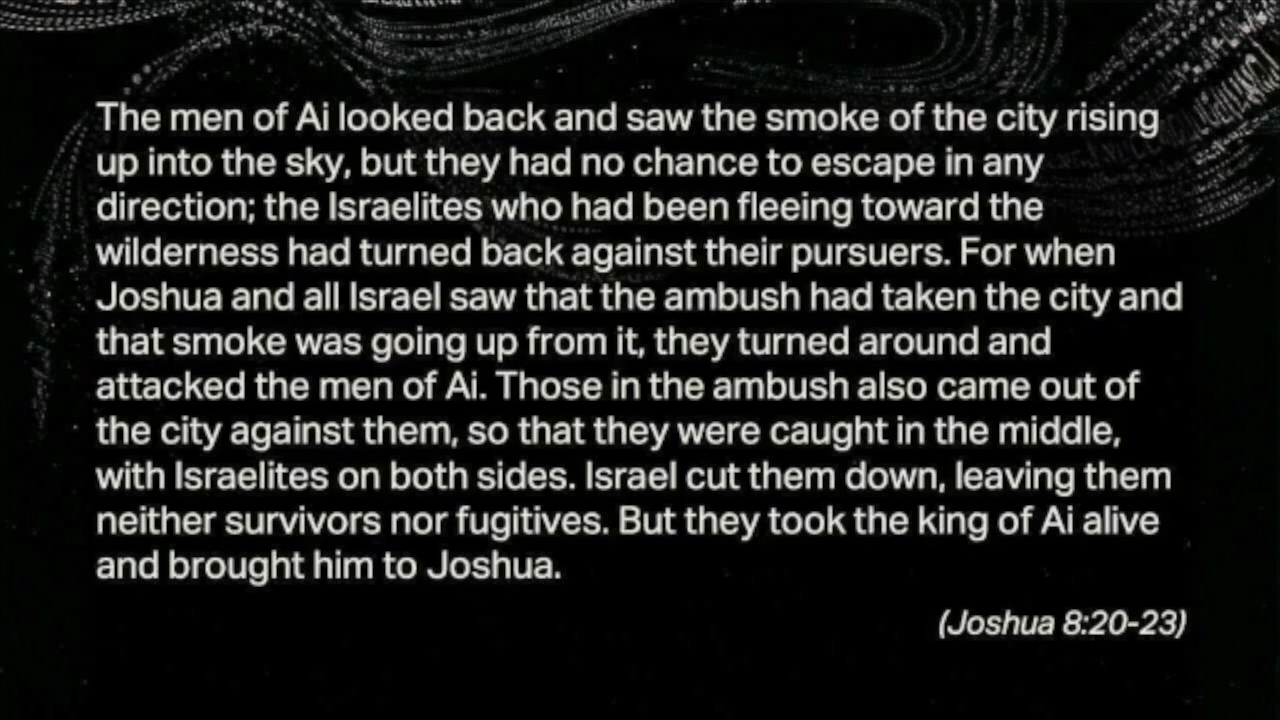 The men of Ai looked back and saw the smoke of the city rising
up into the sky, but they had no chance to escape in any
direction; the Israelites who had been fleeing toward the
wilderness had turned back against their pursuers. For when
Joshua and all Israel saw that the ambush had taken the city and
that smoke was going up from it, they turned around and
attacked the men of Ai. Those in the ambush also came out of
the city against them, so that they were caught in the middle,
with Israelites on both sides. Israel cut them down, leaving them
neither survivors nor fugitives. But they took the king of Ai alive
and brought him to Joshua.
(Joshua 8:20-23)